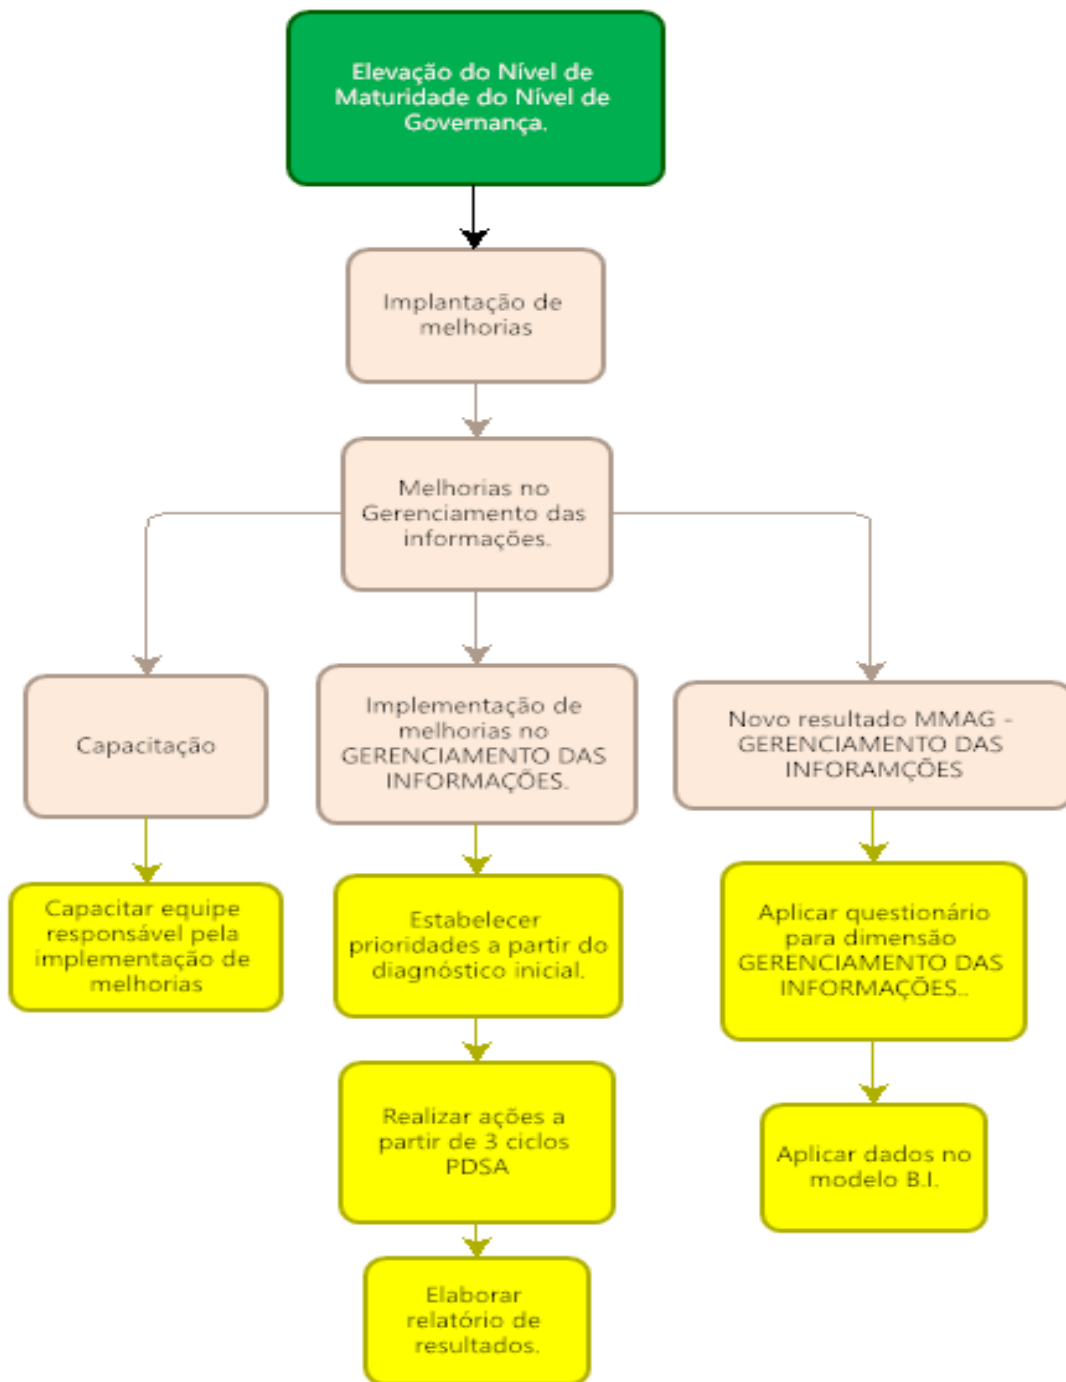 Elevação do Nível de
Maturidade do Nível de
Governança.
Implantação de
melhorias
Melhorias no
Gerenciamento das
informações.
Capacitação
Implementação de
melhorias no
GERENCIAMENTO DAS
INFORMAÇÕES.
Novo resultado MMAG -
GERENCIAMENTO DAS
INFORAMÇÕES
Capacitar equipe
responsável pela
implementação de
melhorias
Estabelecer
prioridades a partir do
diagnóstico inicial.
Aplicar questionário
para dimensão
GERENCIAMENTO DAS
INFORMAÇÕES..
Realizar ações a
partir de 3 ciclos
PDSA
Aplicar dados no
modelo B.I.
Elaborar
relatório de
resultados.